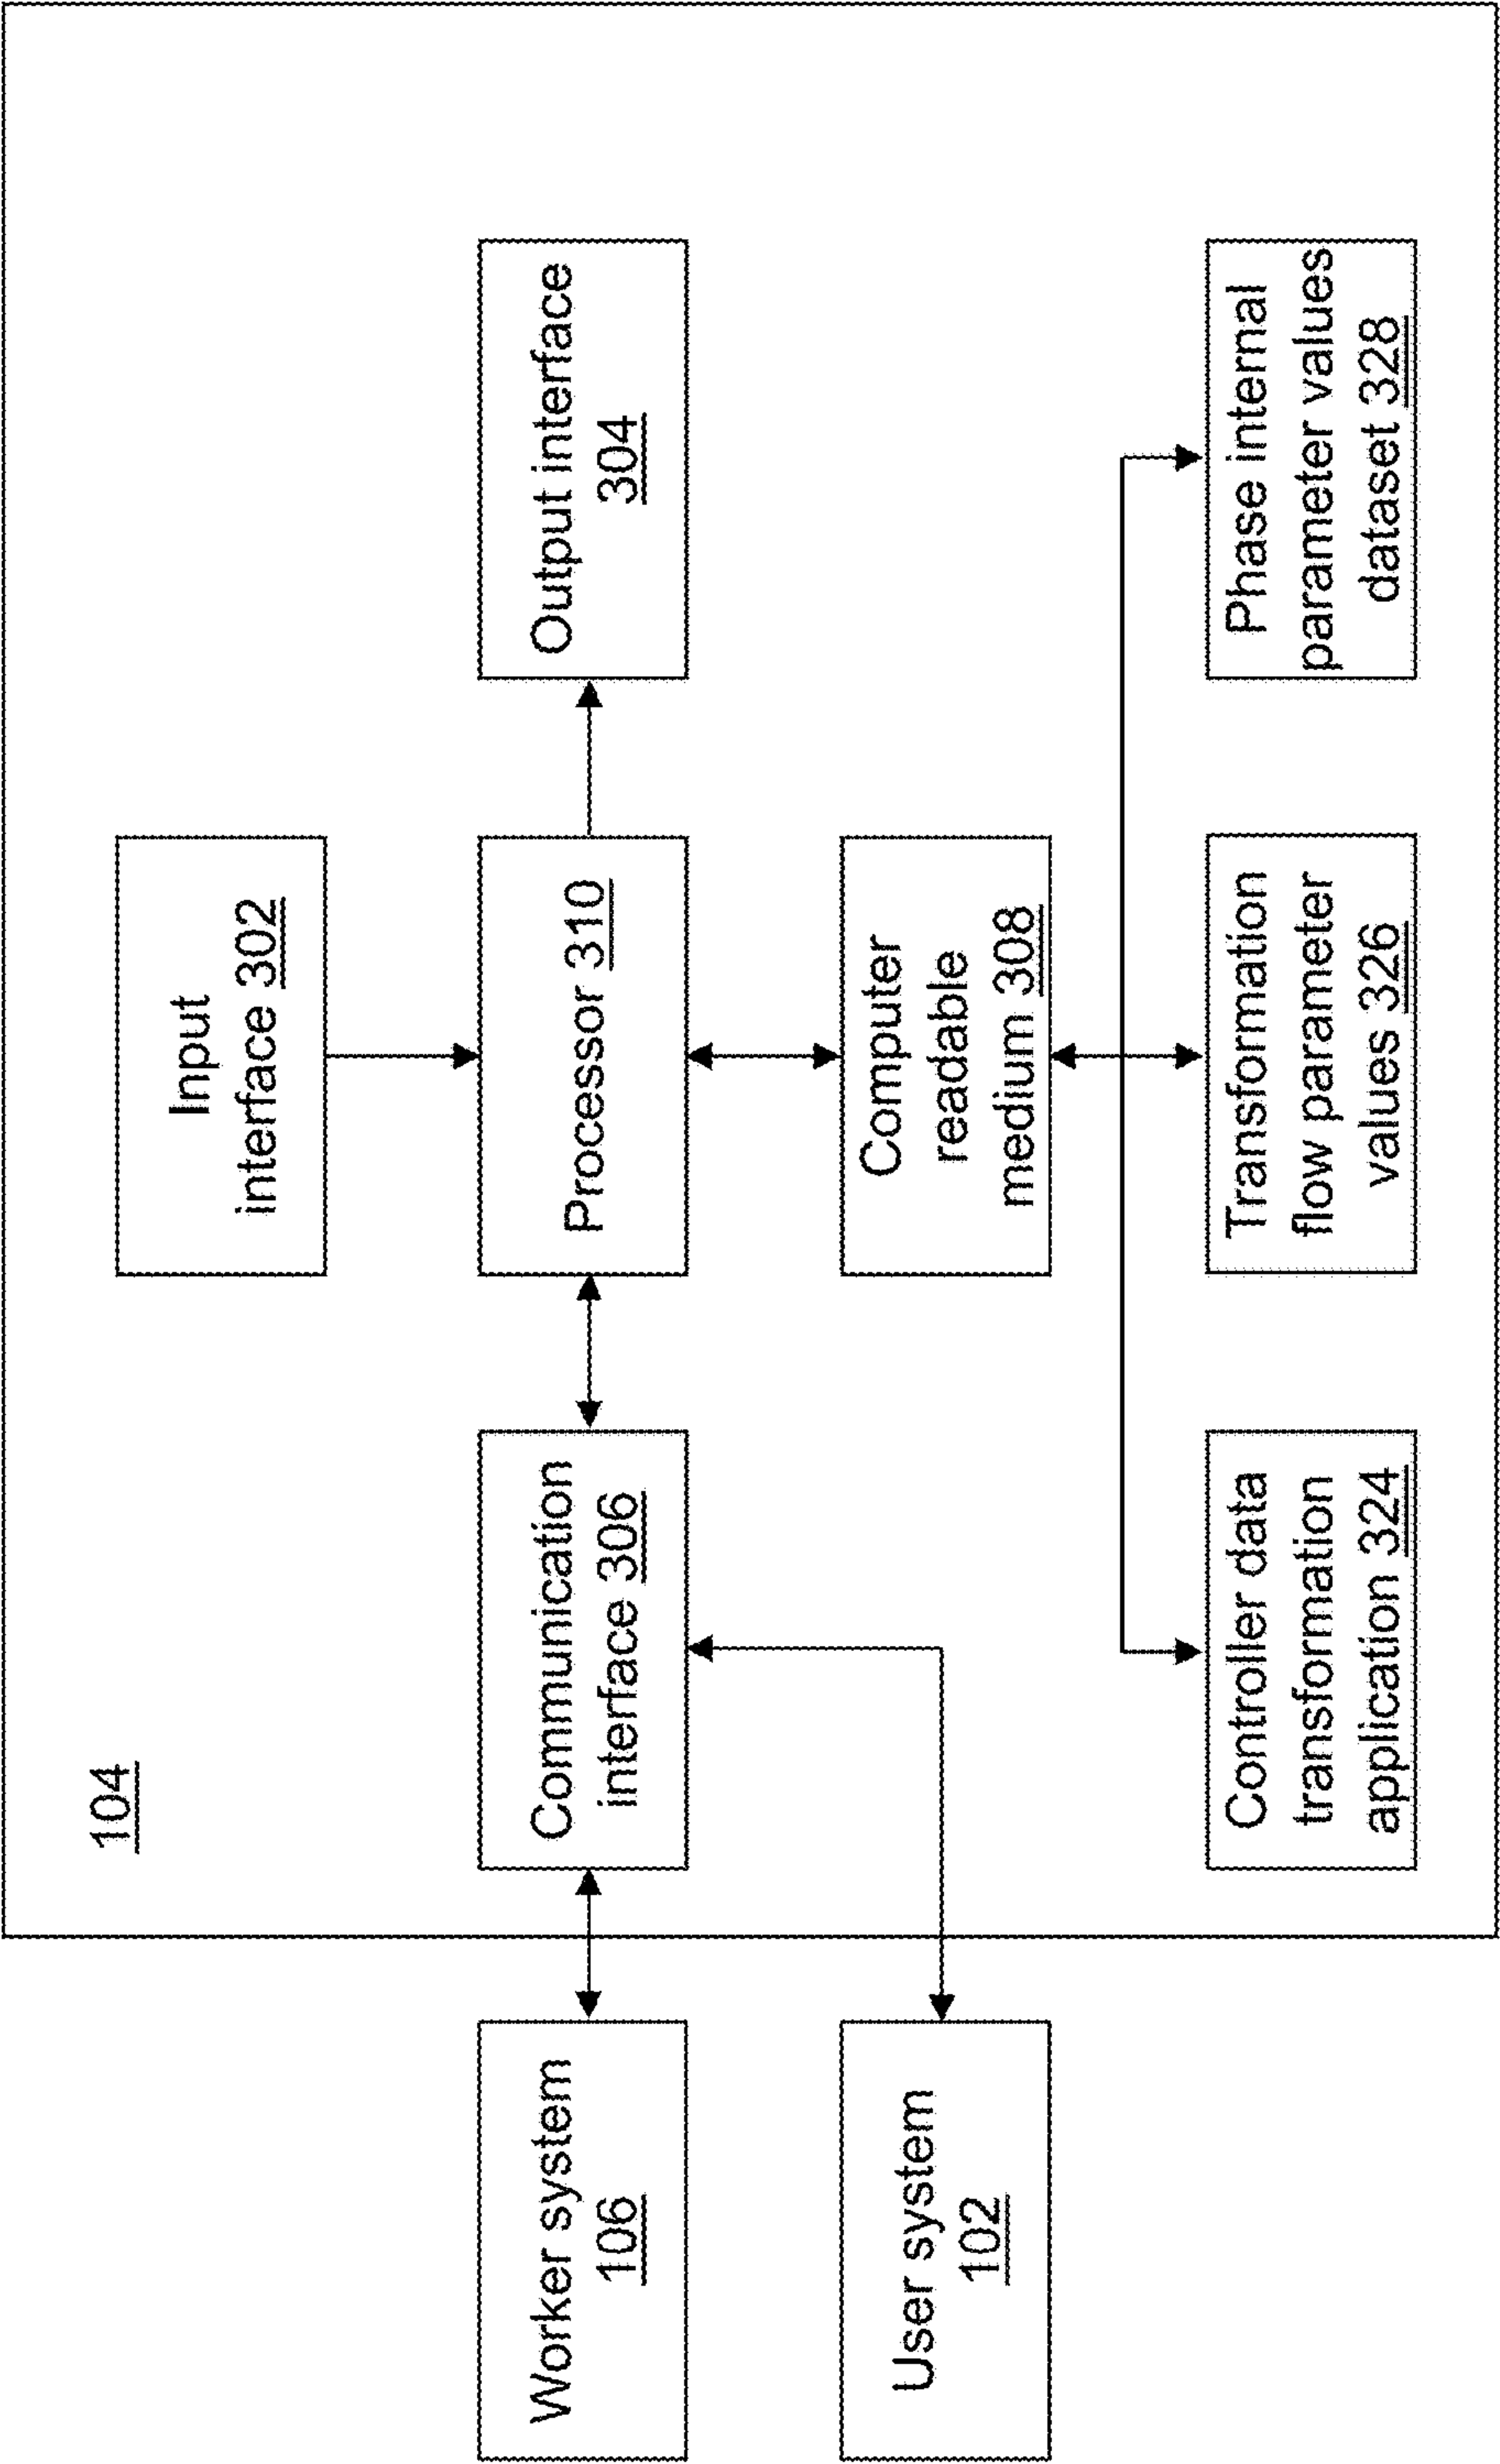 104
Input
interface 302
Worker system
106
Communication
interface 306
Processor 310
Output interface
304
User system
102
Computer
readable
medium 308
Controller data
transformation
application 324
Transformation
flow parameter
values 326
Phase internal
parameter values
dataset 328